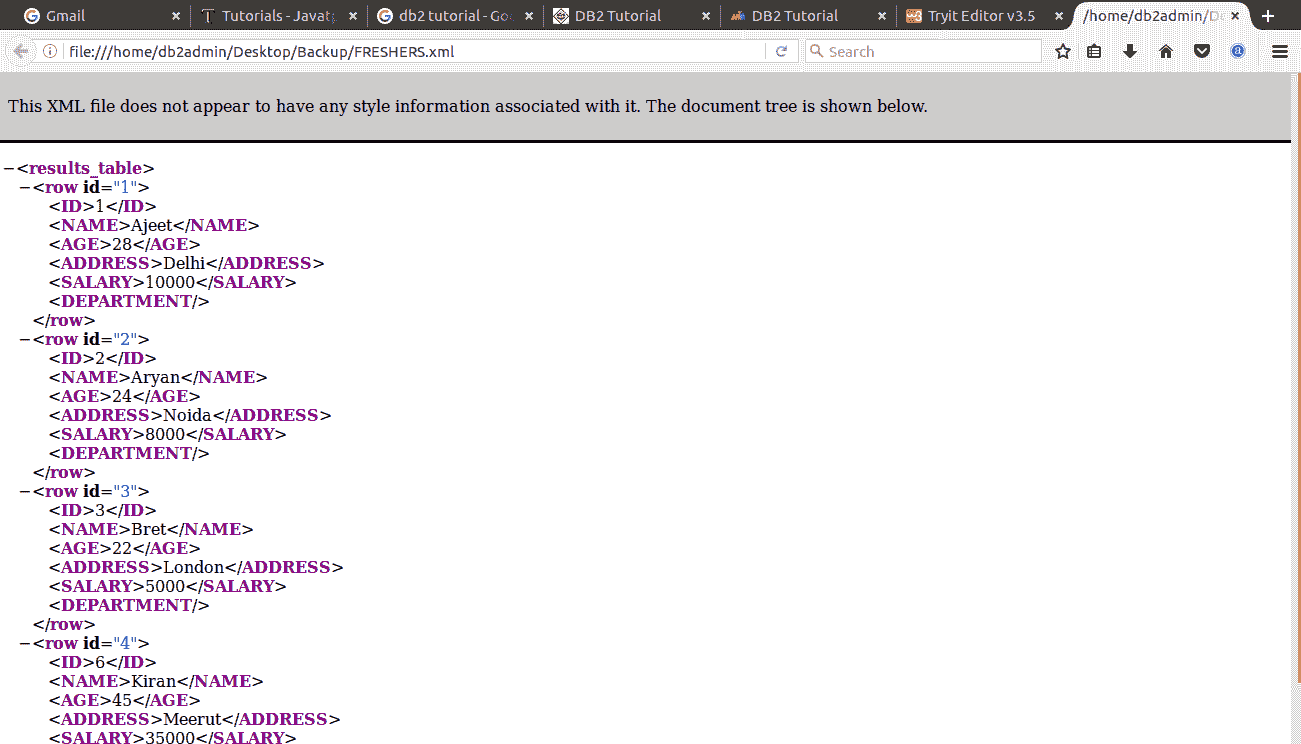 Gmail
Tutorials - Javat
db2 tutorial - Go
DB2 Tutorial
DB2 Tutorial
Tryit Editor v3.5
/home/db2admin/De
file:///home/db2admin/Desktop/Backup/FRESHERS.xml
Search
This XML file does not appear to have any style information associated with it. The document tree is shown below.
−<results_table>
−<row id="1">
<ID>1</ID>
<NAME>Ajeet</NAME>
<AGE>28</AGE>
<ADDRESS>Delhi</ADDRESS>
<SALARY>10000</SALARY>
<DEPARTMENT/>
</row>
−<row id="2">
<ID>2</ID>
<NAME>Aryan</NAME>
<AGE>24</AGE>
<ADDRESS>Noida</ADDRESS>
<SALARY>8000</SALARY>
<DEPARTMENT/>
</row>
−<row id="3">
<ID>3</ID>
<NAME>Bret</NAME>
<AGE>22</AGE>
<ADDRESS>London</ADDRESS>
<SALARY>5000</SALARY>
<DEPARTMENT/>
</row>
−<row id="4">
<ID>6</ID>
<NAME>Kiran</NAME>
<AGE>45</AGE>
<ADDRESS>Meerut</ADDRESS>
<SALARY>35000</SALARY>